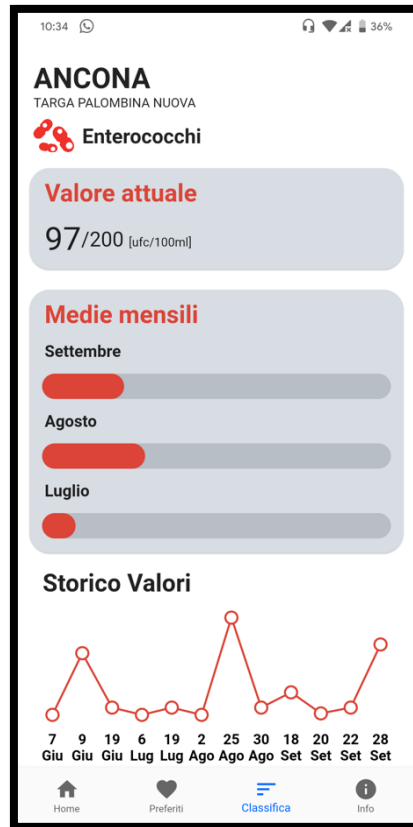 10:34 36%
ANCONA
TARGA PALOMBINA NUOVA
Enterococchi
Valore attuale
97/200 [ufc/100ml]
Medie mensili
Settembre
Agosto
Luglio
Storico Valori
7 9 19 6 19 2 25 30 18 20 22 28
Giu Giu Giu Lug Lug Ago Ago Ago Set Set Set Set
Home Preferiti Classifica Info